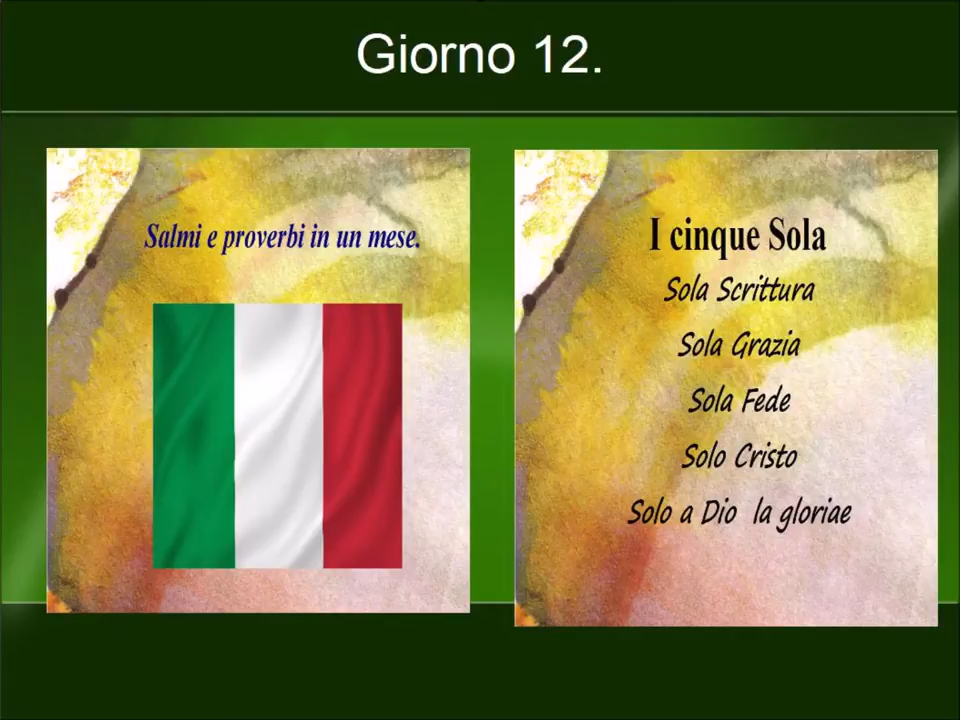 Giorno 12.
Salmi e proverbi in un mese.
I cinque Sola
Sola Scrittura
Sola Grazia
Sola Fede
Solo Cristo
Solo a Dio la gloriae